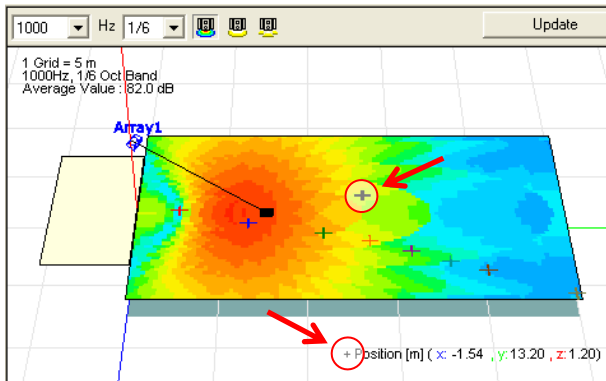 1000 Hz 1/6 Update
1 Grid = 5 m
1000Hz, 1/6 Oct Band
Average Value : 82.0 dB
Array1
Position [m] ( x: -1.54 , y:13.20 , z:1.20)